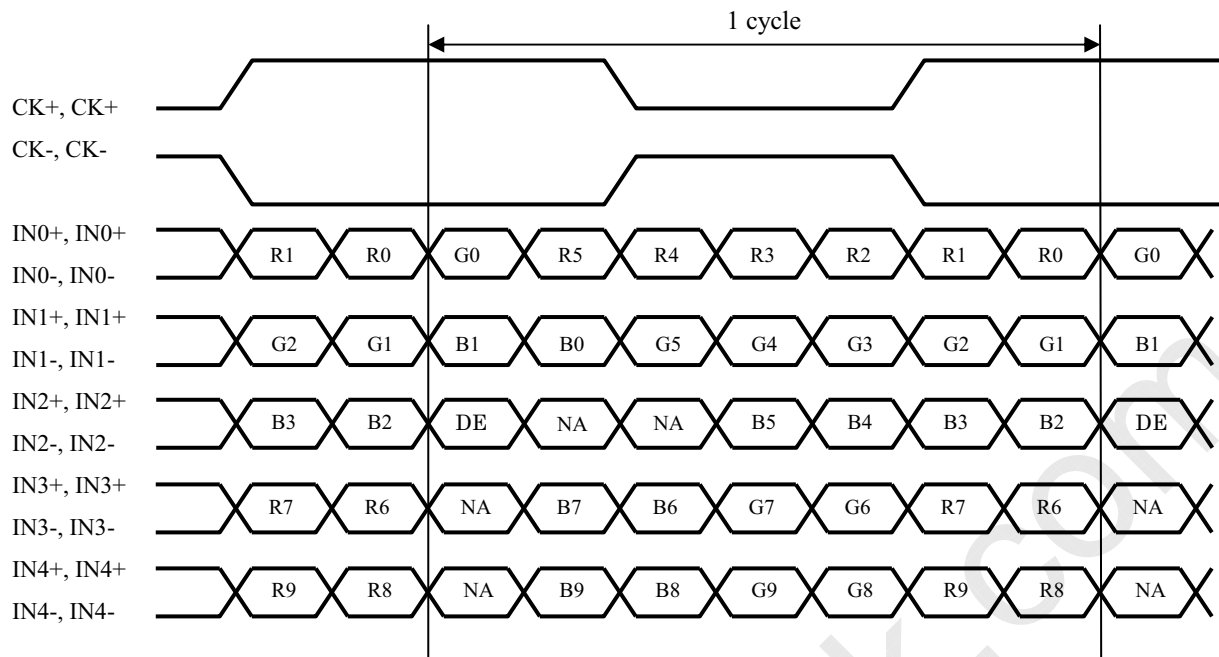 1 cycle
CK+, CK+
CK-, CK-
IN0+, IN0+
R1 R0 G0 R5 R4 R3 R2 R1 R0 G0
IN0-, IN0-
IN1+, IN1+
G2 G1 B1 B0 G5 G4 G3 G2 G1 B1
IN1-, IN1-
IN2+, IN2+
B3 B2 DE NA NA B5 B4 B3 B2 DE
IN2-, IN2-
IN3+, IN3+
R7 R6 NA B7 B6 G7 G6 R7 R6 NA
IN3-, IN3-
IN4+, IN4+
R9 R8 NA B9 B8 G9 G8 R9 R8 NA
IN4-, IN4-
k.com